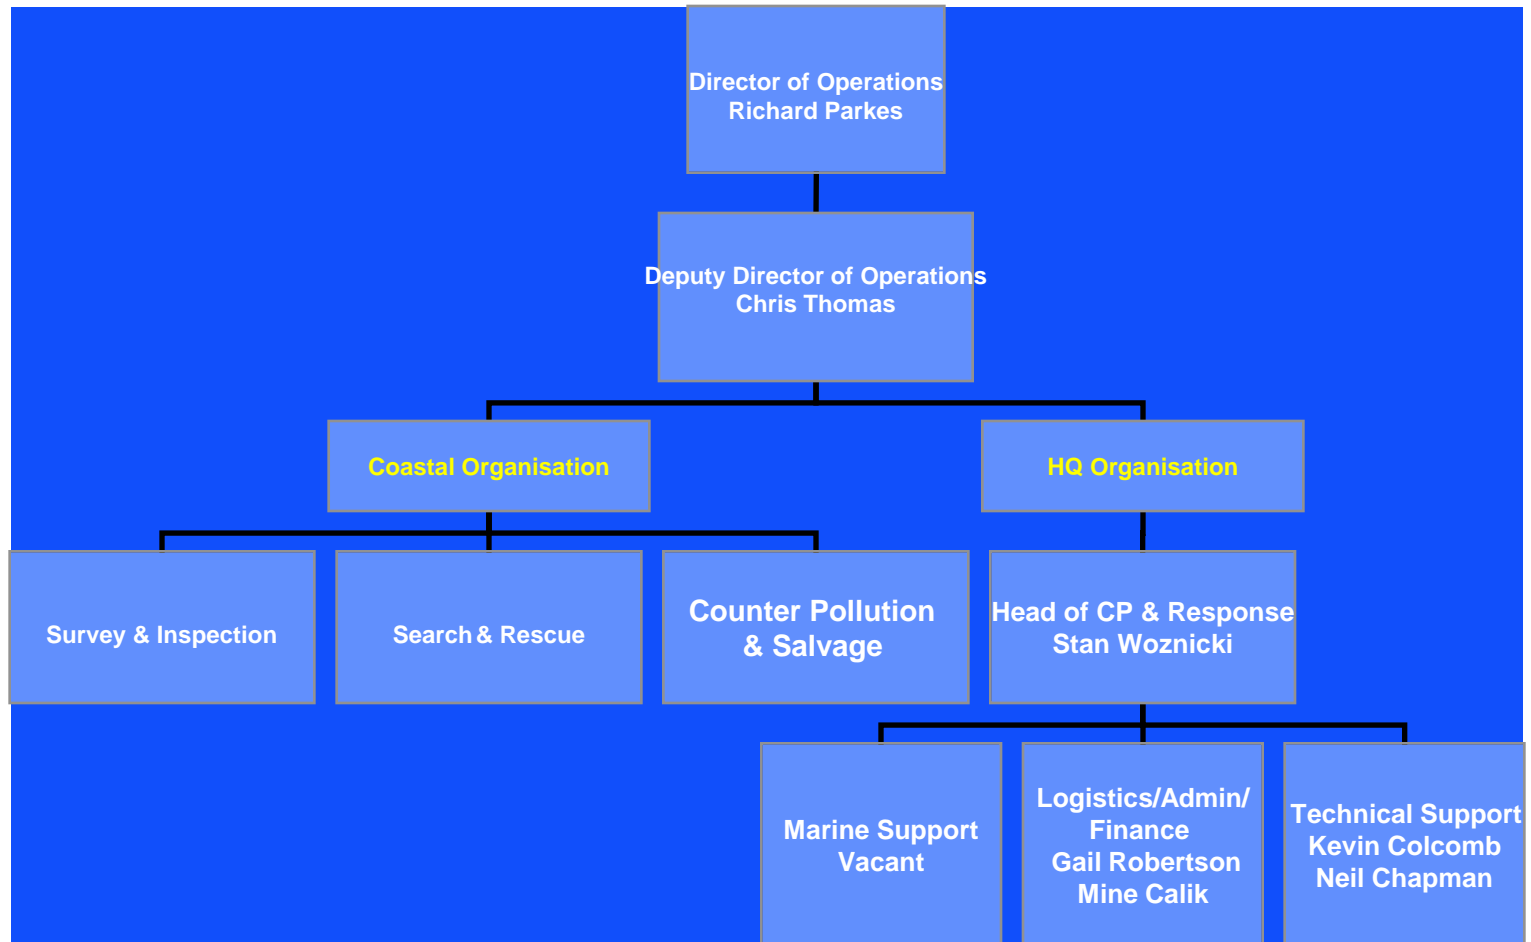 Director of Operations
Richard Parkes
Deputy Director of Operations
Chris Thomas
Coastal Organisation
HQ Organisation
Survey & Inspection
Search & Rescue
Counter Pollution
& Salvage
Head of CP & Response
Stan Woznicki
Marine Support
Vacant
Logistics/Admin/
Finance
Gail Robertson
Mine Calik
Technical Support
Kevin Colcomb
Neil Chapman